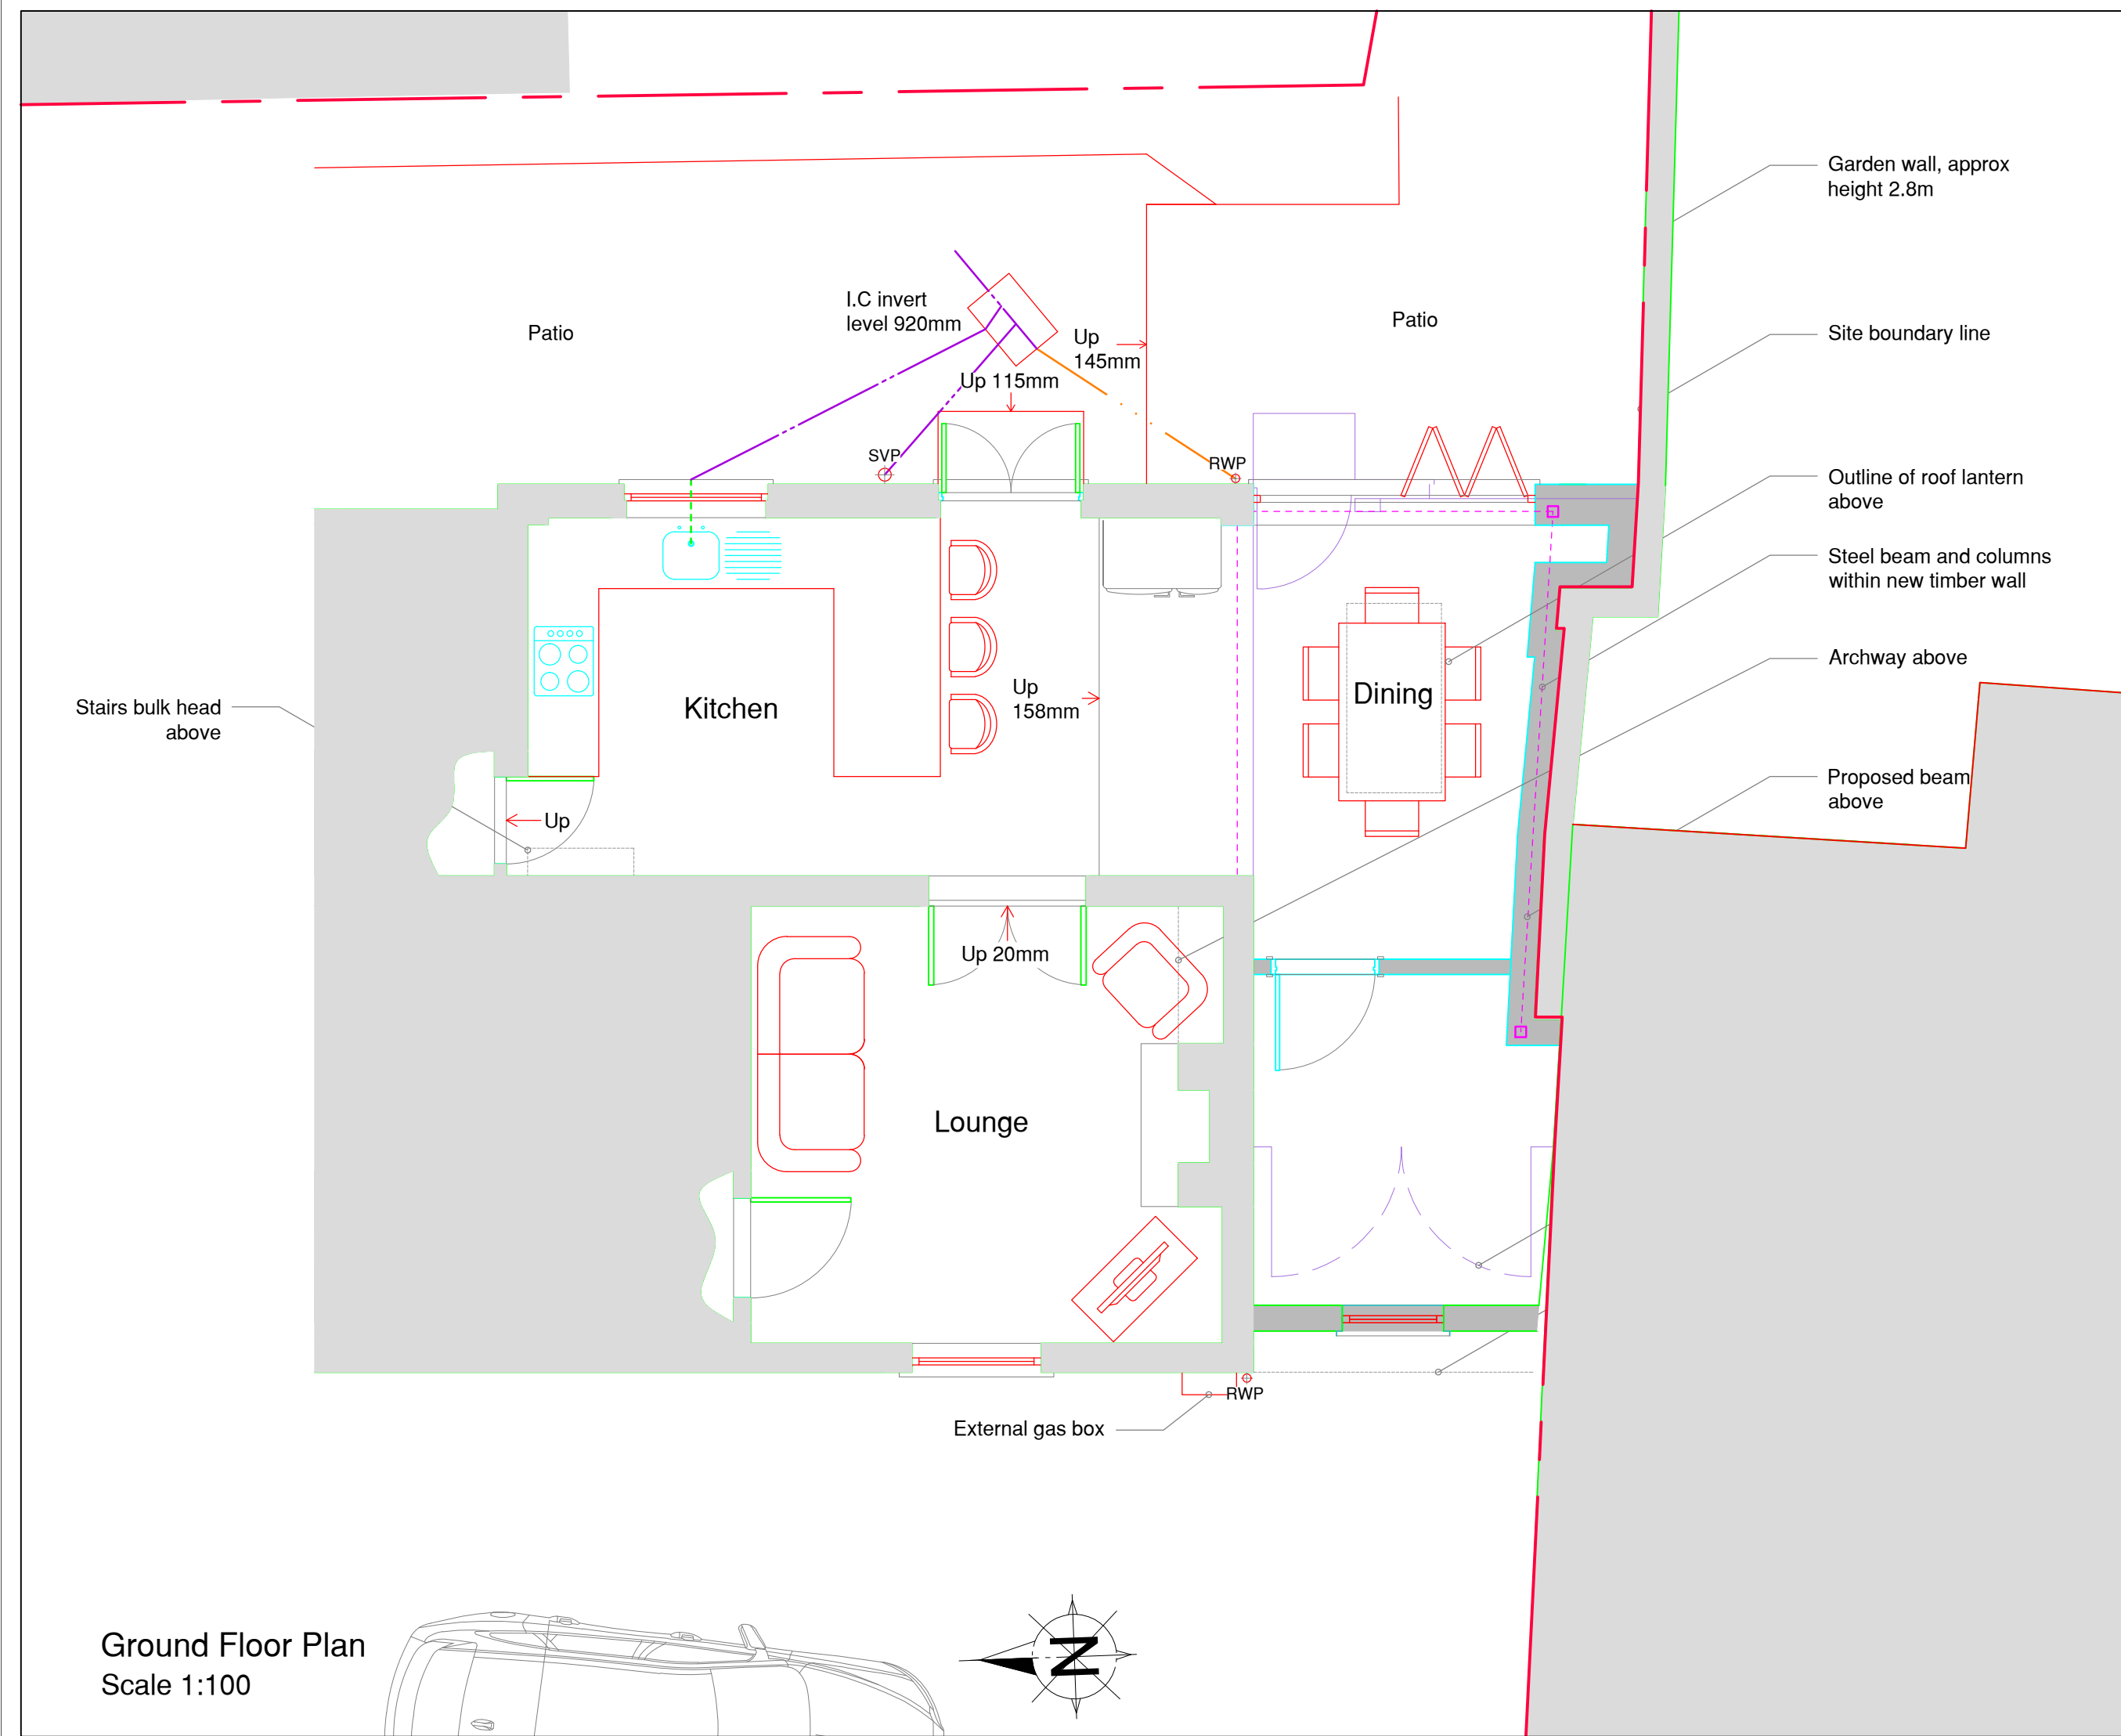 Garden wall, approx
height 2.8m
I.C invert
level 920mm
Patio
Patio
Up
145mm
Site boundary line
Up 115mm
SVP
RWP
Outline of roof lantern
above
Steel beam and columns
within new timber wall
Archway above
Stairs bulk head
above
Kitchen
Up
158mm
Dining
Proposed beam
above
Up
Up 20mm
Lounge
RWP
External gas box
Ground Floor Plan
Scale 1:100
N